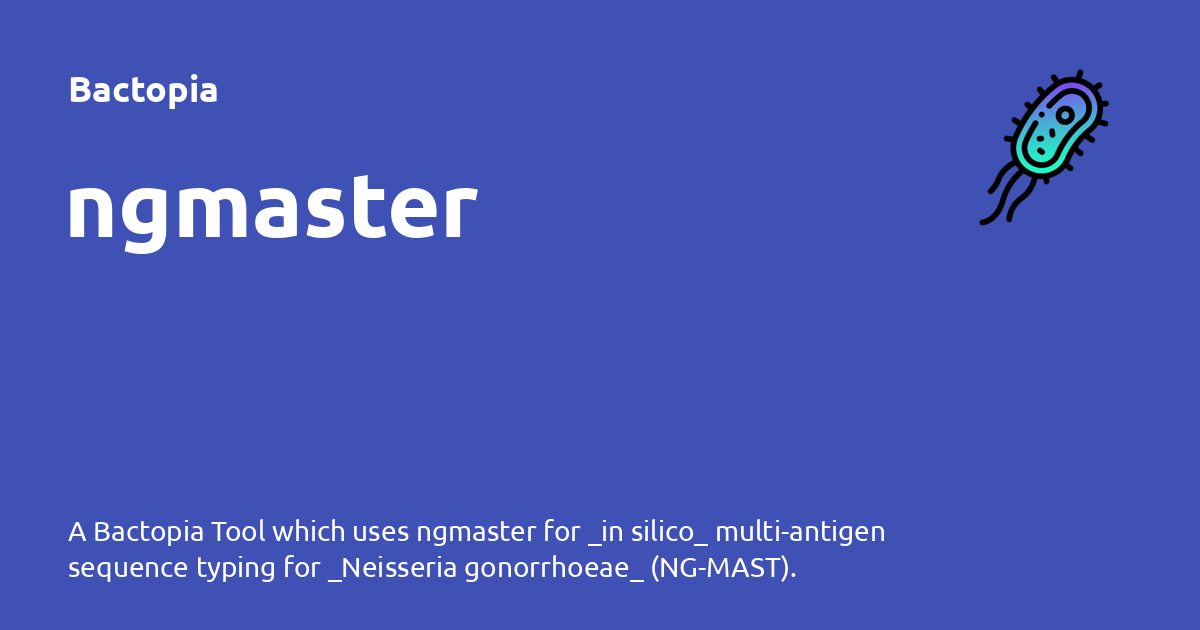 Bactopia
ngmaster
A Bactopia Tool which uses ngmaster for _in silico_ multi-antigen
sequence typing for _Neisseria gonorrhoeae_ (NG-MAST).